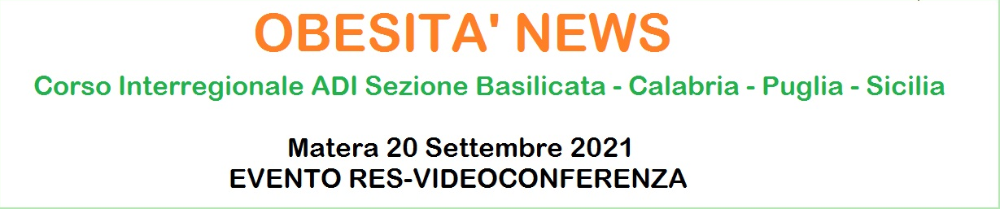 OBESITA' NEWS
Corso Interregionale ADI Sezione Basilicata - Calabria - Puglia - Sicilia
Matera 20 Settembre 2021
EVENTO RES-VIDEOCONFERENZA